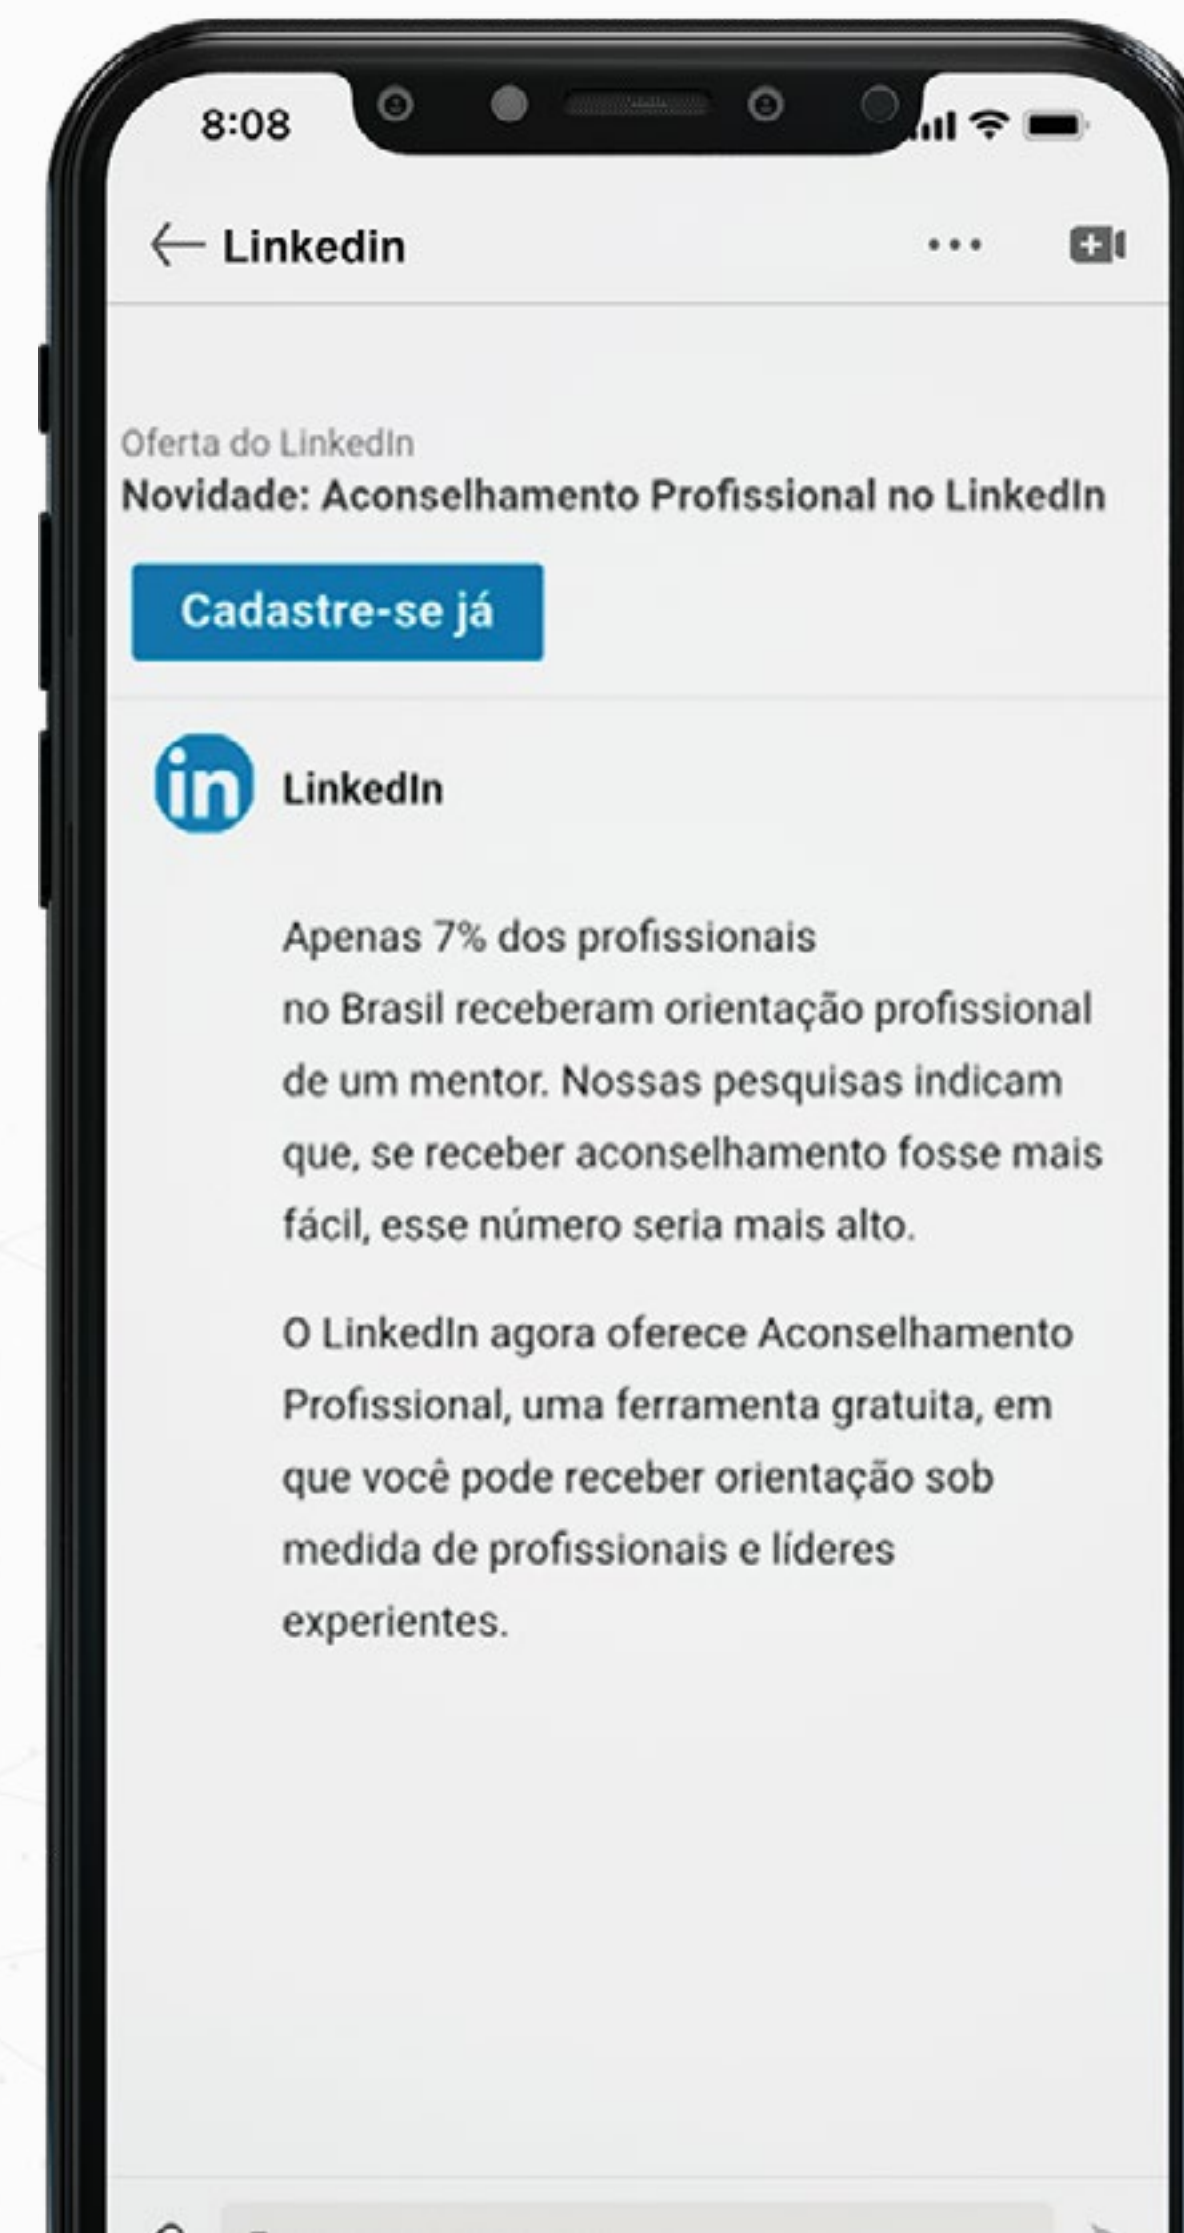 8:08
Linkedin
Oferta do LinkedIn
Novidade: Aconselhamento Profissional no LinkedIn
Cadastre-se já
in
LinkedIn
Apenas 7% dos profissionais
no Brasil receberam orientação profissional
de um mentor. Nossas pesquisas indicam
que, se receber aconselhamento fosse mais
fácil, esse número seria mais alto.
O LinkedIn agora oferece Aconselhamento
Profissional, uma ferramenta gratuita, em
que você pode receber orientação sob
medida de profissionais e líderes
experientes.